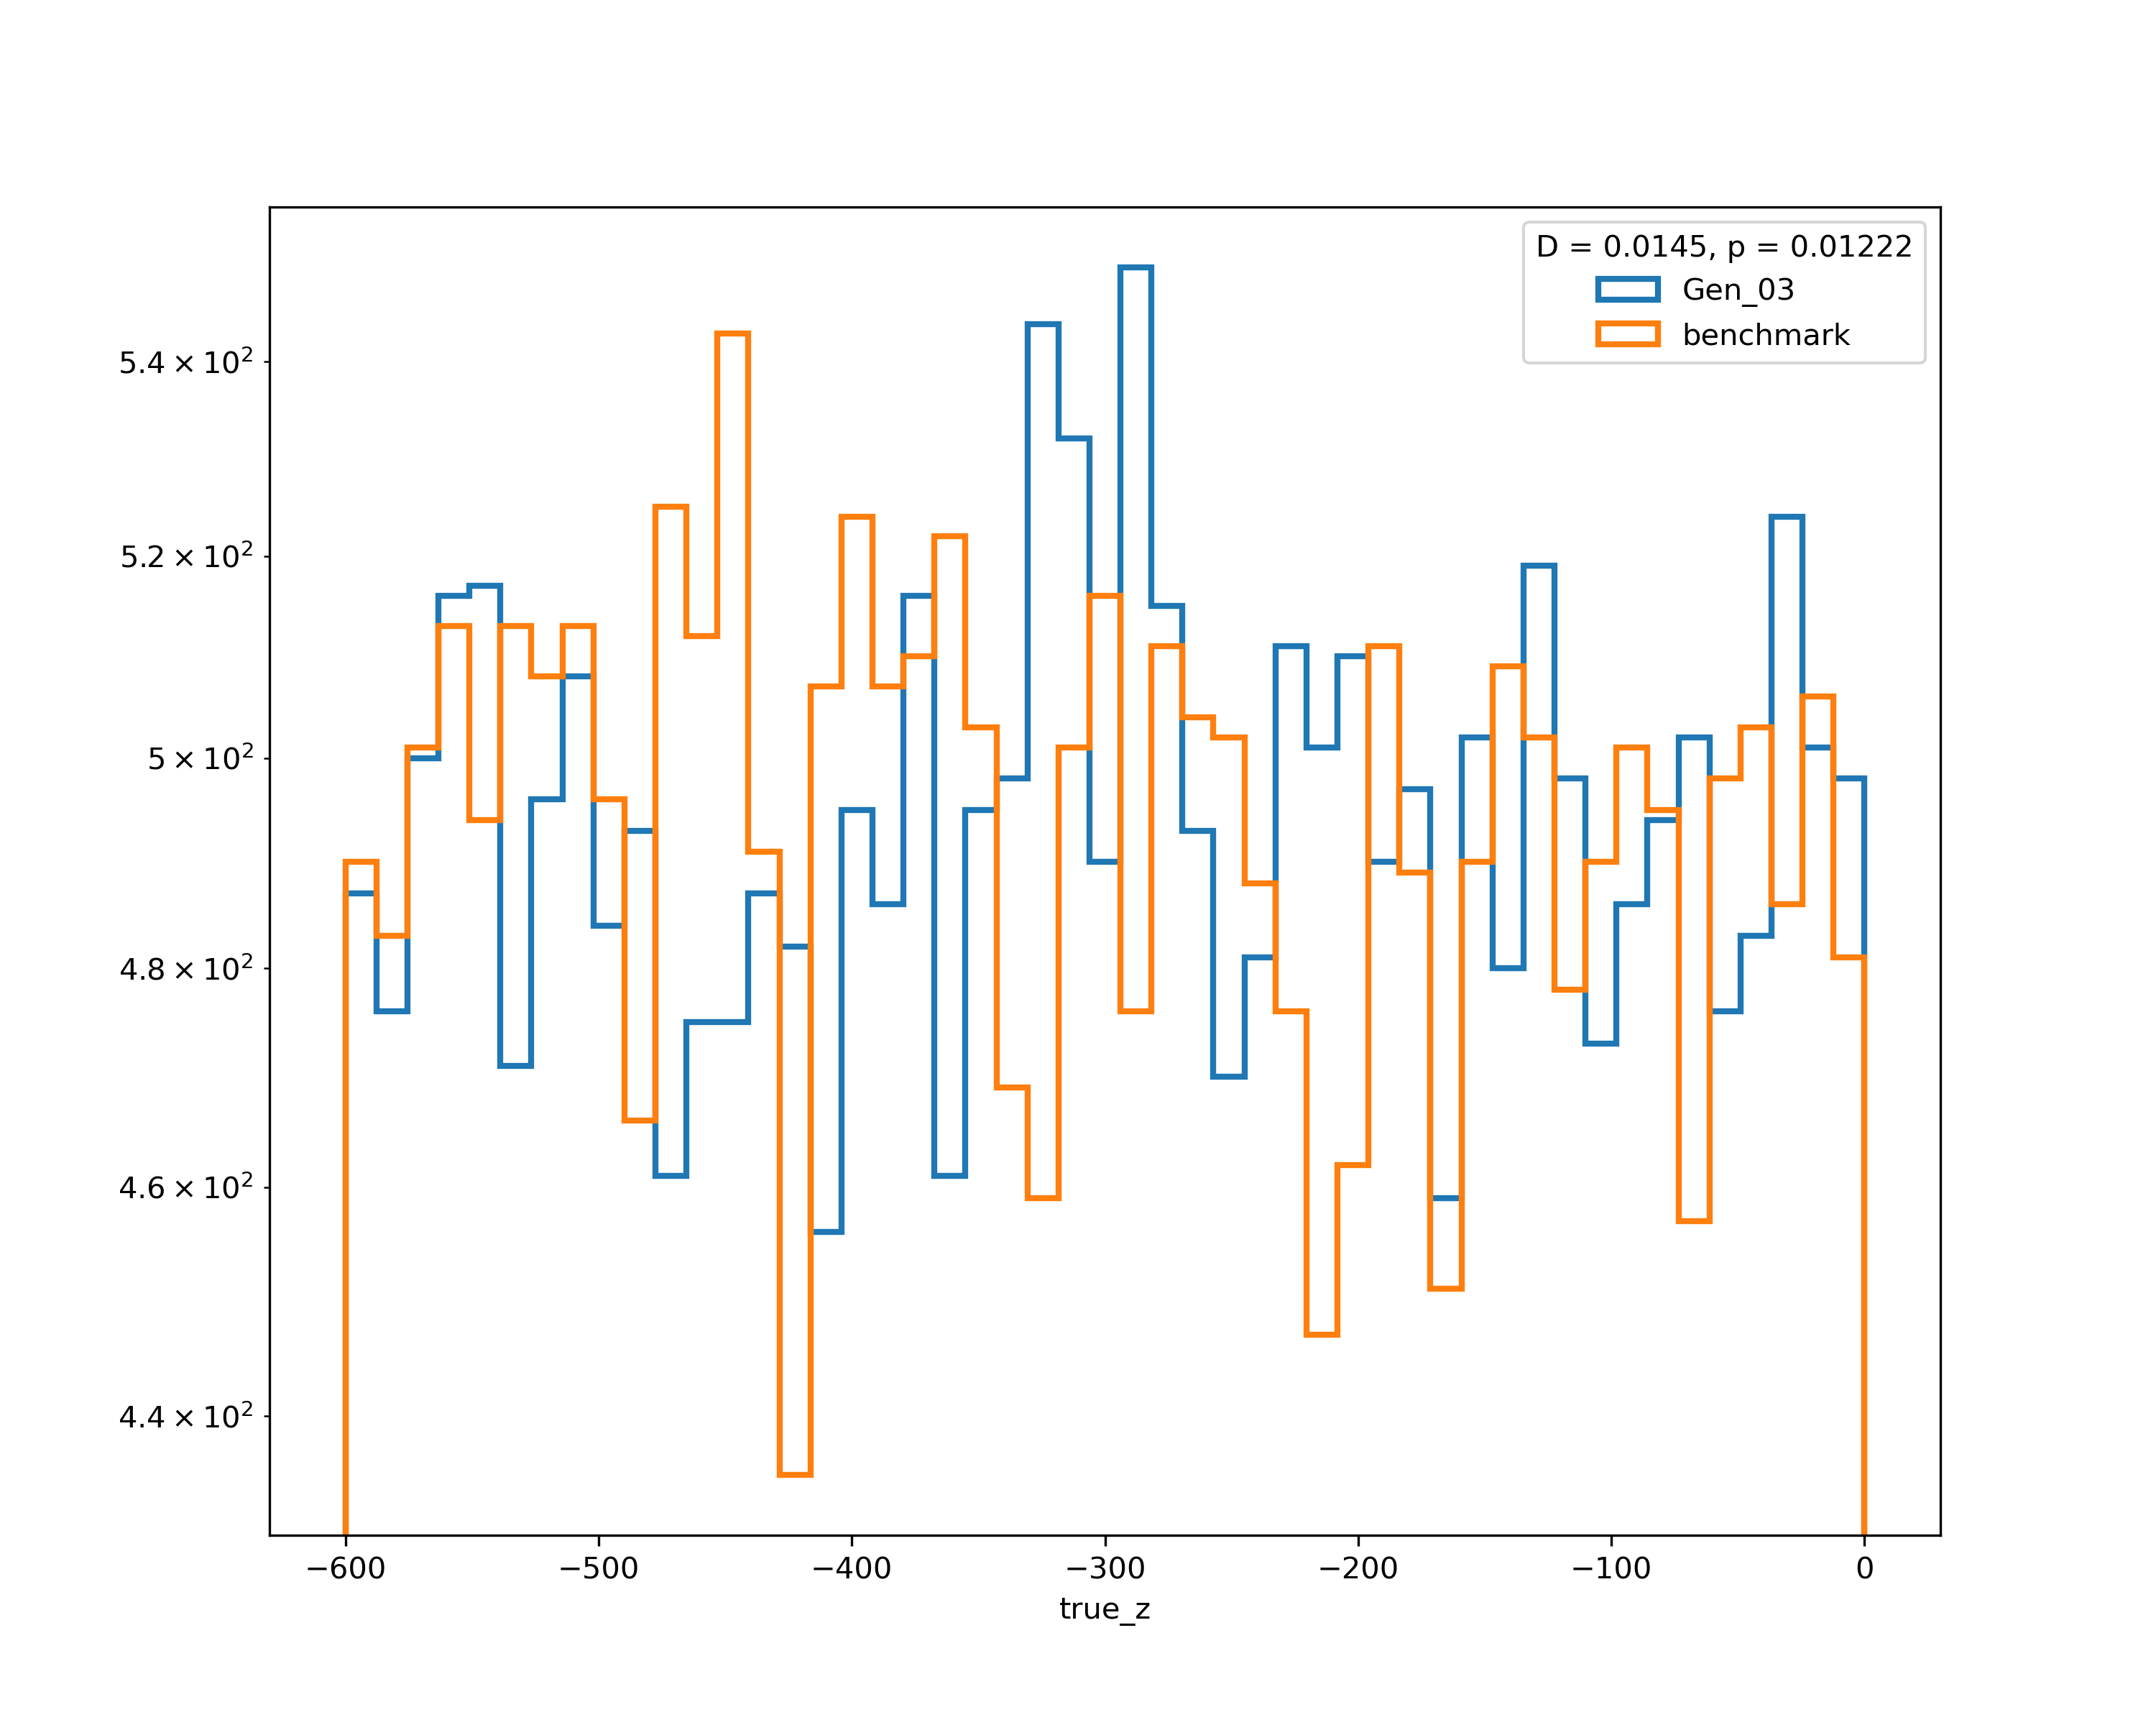 D = 0.0145, p = 0.01222
Gen_03
benchmark
5.4 × 10²
5.2 × 10²
5 × 10²
4.8 × 10²
4.6 × 10²
4.4 × 10²
−600 −500 −400 −300 −200 −100 0
true_z